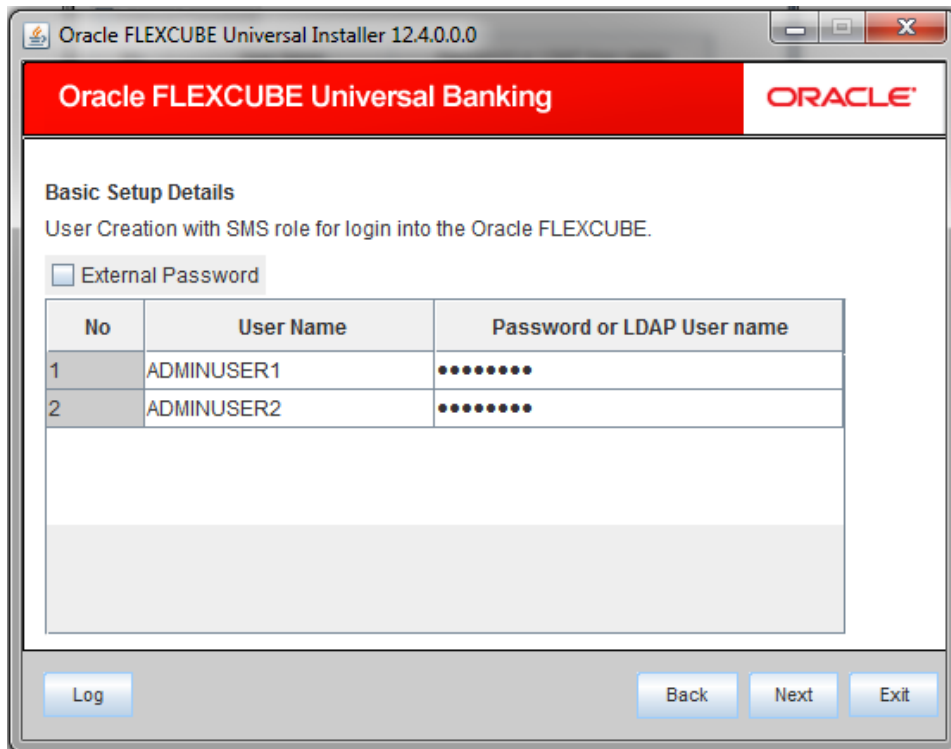 Oracle FLEXCUBE Universal Installer 12.4.0.0.0
Oracle FLEXCUBE Universal Banking ORACLE
Basic Setup Details
User Creation with SMS role for login into the Oracle FLEXCUBE.
External Password
No User Name Password or LDAP User name
1 ADMINUSER1 ●●●●●●●●
2 ADMINUSER2 ●●●●●●●●
Log Back Next Exit